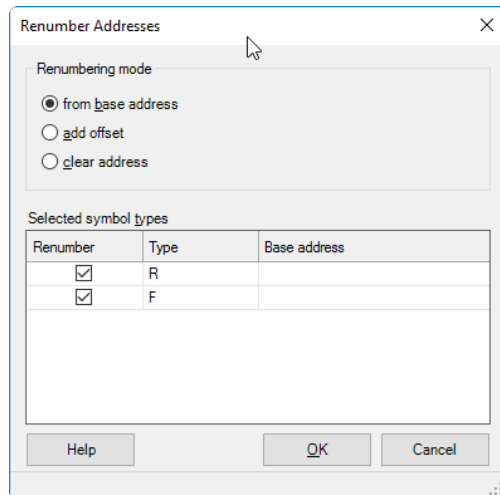 Renumber Addresses
Renumbering mode
from base address
add offset
clear address
Selected symbol types
Renumber Type Base address
R
F
Help OK Cancel